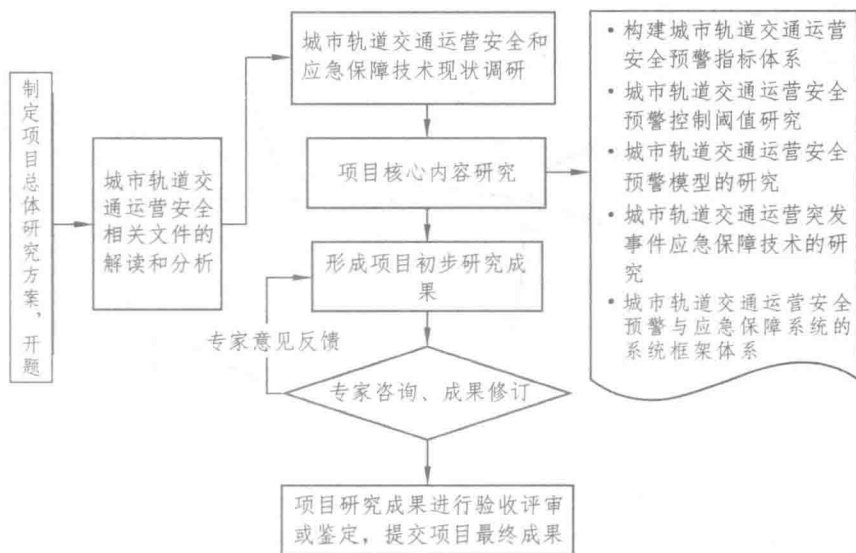 制定项目总体研究方案，开题
城市轨道交
通运营安全
相关文件的
解读和分析
城市轨道交通运营安全和
应急保障技术现状调研
项目核心内容研究
• 构建城市轨道交通运营
安全预警指标体系
• 城市轨道交通运营安全
预警控制阈值研究
• 城市轨道交通运营安全
预警模型的研究
• 城市轨道交通运营突发
事件应急保障技术的研
究
• 城市轨道交通运营安全
预警与应急保障系统的
系统框架体系
形成项目初步研究成
果
专家意见反馈
专家咨询、成果修订
项目研究成果进行验收评审
或鉴定，提交项目最终成果